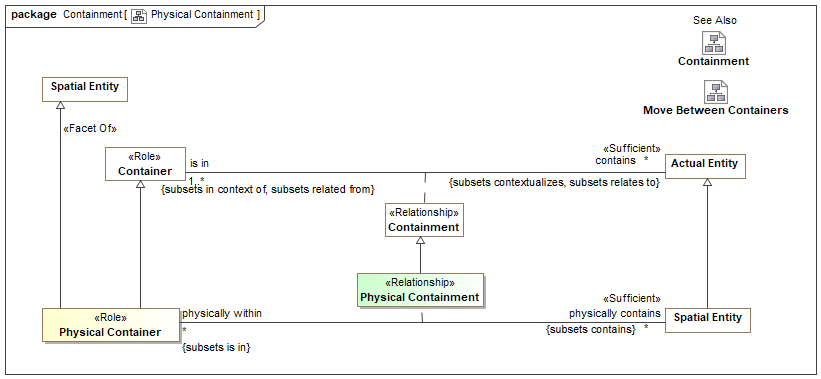 package Containment [ Physical Containment ]
See Also
Containment
Move Between Containers
Spatial Entity
«Facet Of»
«Role»
Container
is in
1..*
{subsets in context of, subsets related from}
«Sufficient»
contains *
{subsets contextualizes, subsets relates to}
Actual Entity
«Relationship»
Containment
«Relationship»
Physical Containment
«Role»
Physical Container
physically within
*
{subsets is in}
«Sufficient»
physically contains
{subsets contains} *
Spatial Entity